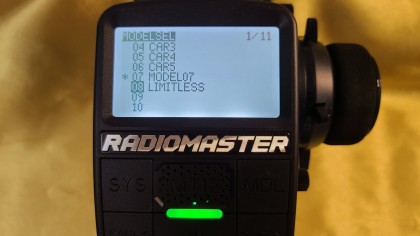 MODELSEL 1/11
04 CAR3
05 CAR4
06 CAR5
* 07 MODEL07
08 LIMITLESS
09
10
RADIOMASTER
SYS MDL